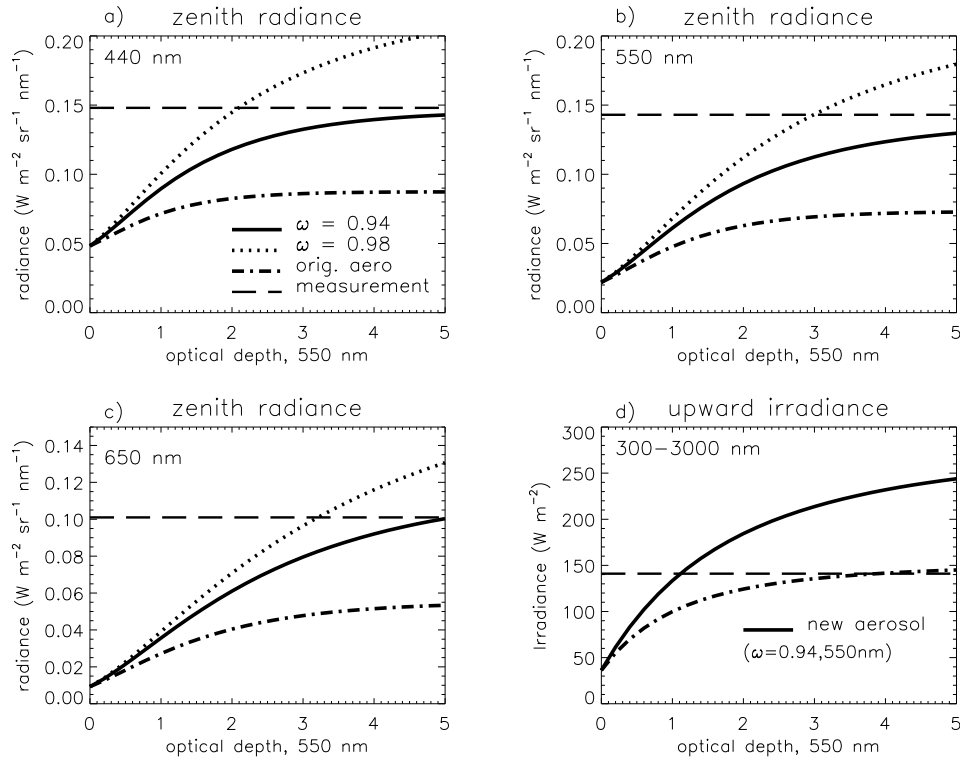 a) zenith radiance
440 nm
radiance (W m⁻² sr⁻¹ nm⁻¹)
0.20
0.15
0.10
0.05
0.00
ω = 0.94
ω = 0.98
orig. aero
measurement
0 1 2 3 4 5
optical depth, 550 nm
b) zenith radiance
550 nm
radiance (W m⁻² sr⁻¹ nm⁻¹)
0.20
0.15
0.10
0.05
0.00
0 1 2 3 4 5
optical depth, 550 nm
c) zenith radiance
650 nm
radiance (W m⁻² sr⁻¹ nm⁻¹)
0.14
0.12
0.10
0.08
0.06
0.04
0.02
0.00
0 1 2 3 4 5
optical depth, 550 nm
d) upward irradiance
300−3000 nm
Irradiance (W m⁻²)
300
250
200
150
100
50
0
new aerosol
(ω=0.94,550nm)
0 1 2 3 4 5
optical depth, 550 nm